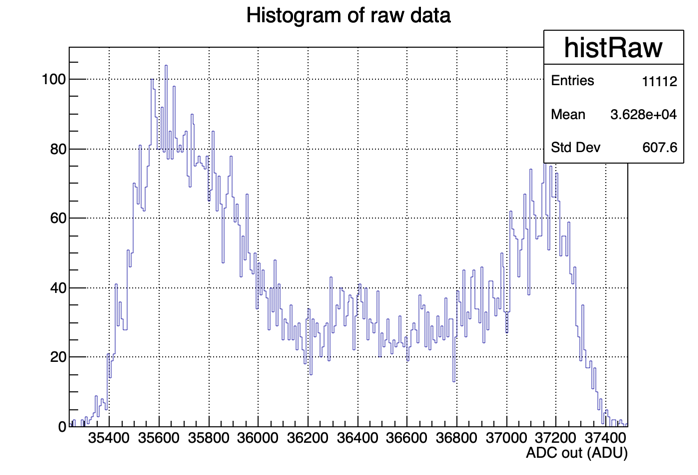 Histogram of raw data
histRaw
Entries 11112
Mean 3.628e+04
Std Dev 607.6
100
80
60
40
20
0
35400 35600 35800 36000 36200 36400 36600 36800 37000 37200 37400
ADC out (ADU)